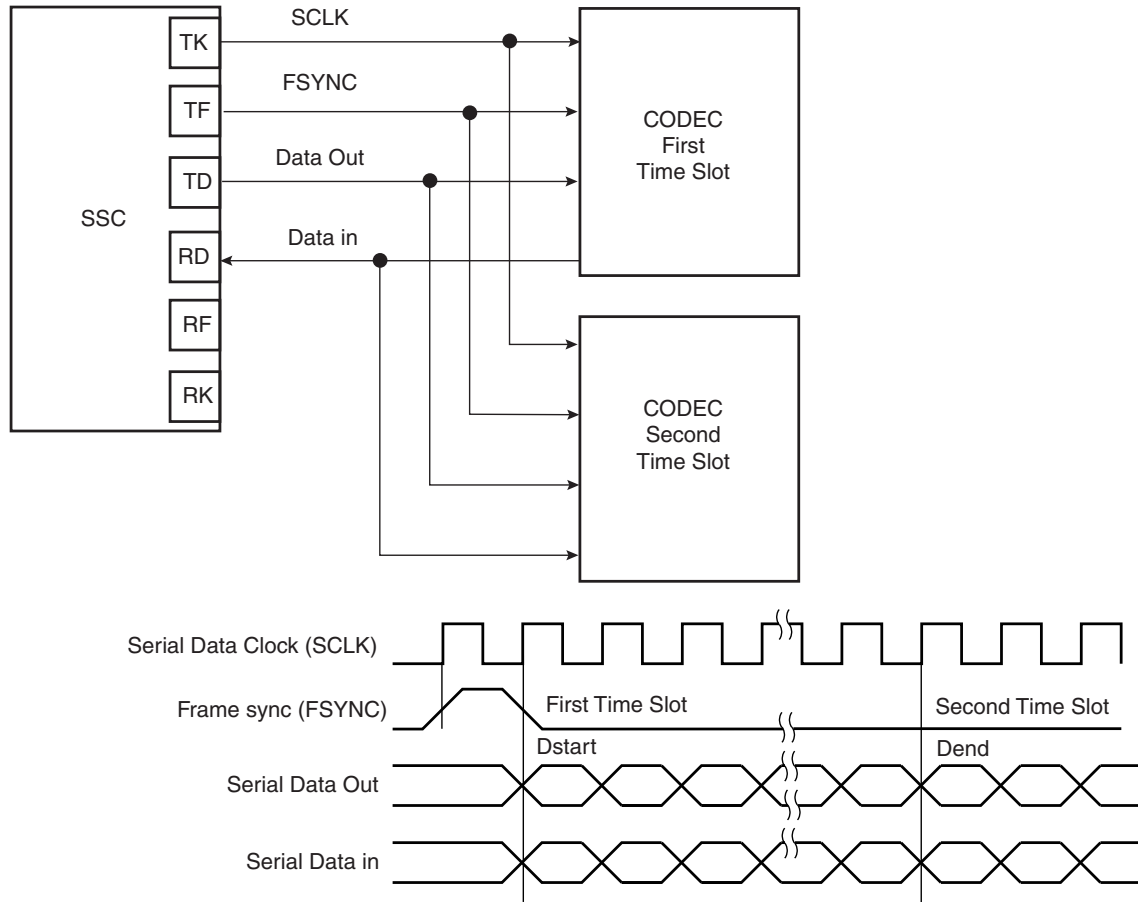 SCLK
TK
FSYNC
TF
CODEC
First
Time Slot
Data Out
TD
SSC
Data in
RD
RF
RK
CODEC
Second
Time Slot
Serial Data Clock (SCLK)
Frame sync (FSYNC)
First Time Slot
Second Time Slot
Dstart
Dend
Serial Data Out
Serial Data in